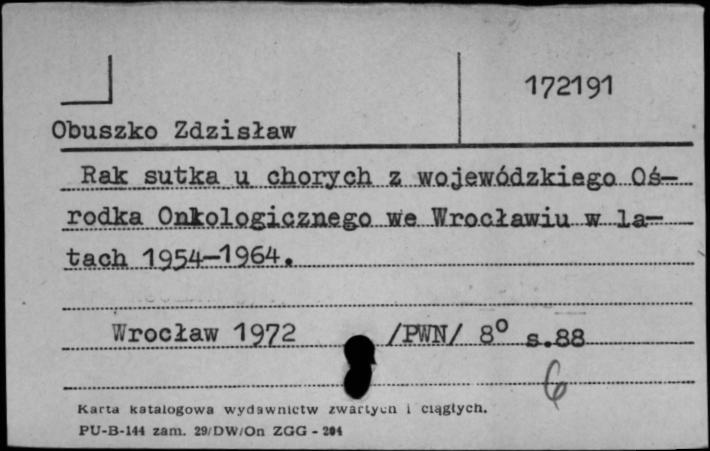 172191
Obuszko Zdzisław
Rak sutka u chorych z wojewódzkiego Oś-
rodka Onkologicznego we Wrocławiu w la-
tach 1954-1964.
Wrocław 1972 /PWN/ 8° s.88
6
Karta katalogowa wydawnictw zwartych i ciągłych.
PU-B-144 zam. 29/DW/On ZGG - 204